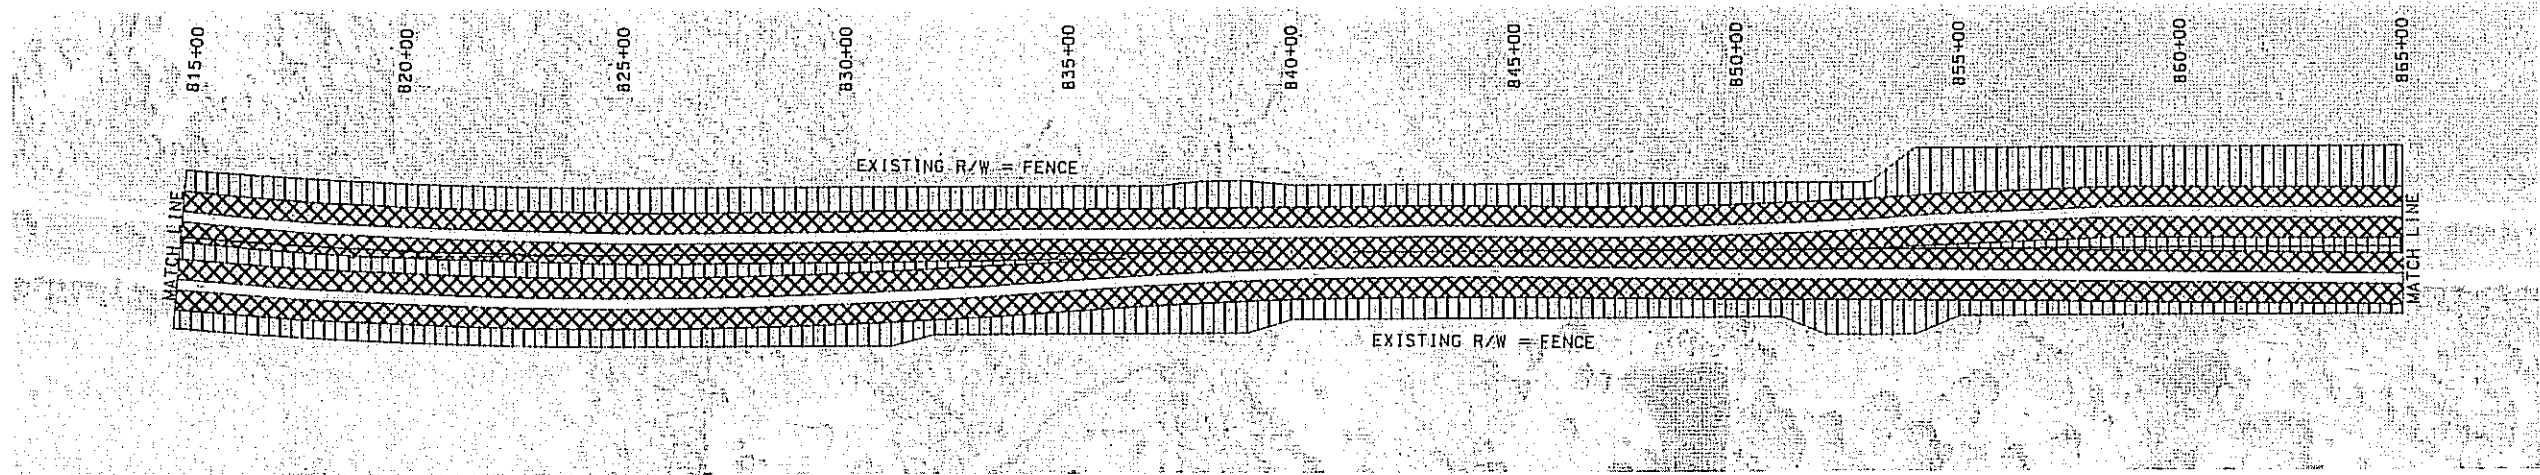 815+00
820+00
825+00
830+00
835+00
840+00
845+00
850+00
855+00
860+00
865+00
EXISTING R/W = FENCE
MATCH LINE
MATCH LINE
EXISTING R/W = FENCE